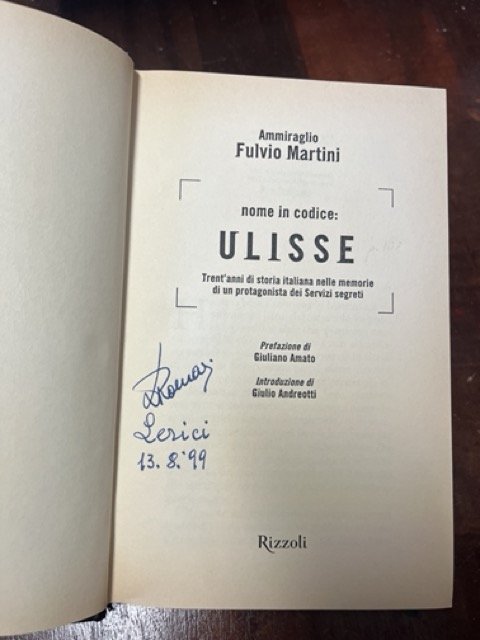 Ammiraglio
Fulvio Martini
nome in codice:
ULISSE
Trent'anni di storia italiana nelle memorie
di un protagonista dei Servizi segreti
Prefazione di
Giuliano Amato
Introduzione di
Giulio Andreotti
Lerici
13.8.'99
Rizzoli